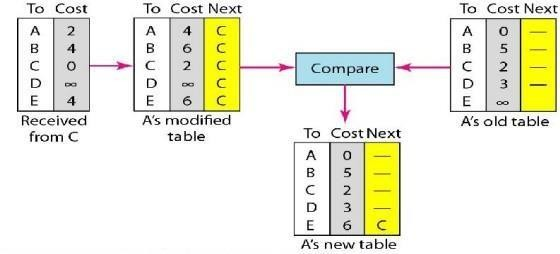 To Cost
A 2
B 4
C 0
D ∞
E 4
Received
from C
To Cost Next
A 4 C
B 6 C
C 2 C
D ∞ C
E 6 C
A's modified
table
Compare
To Cost Next
A 0 —
B 5 —
C 2 —
D 3 —
E ∞
A's old table
To Cost Next
A 0 —
B 5 —
C 2 —
D 3 —
E 6 C
A's new table